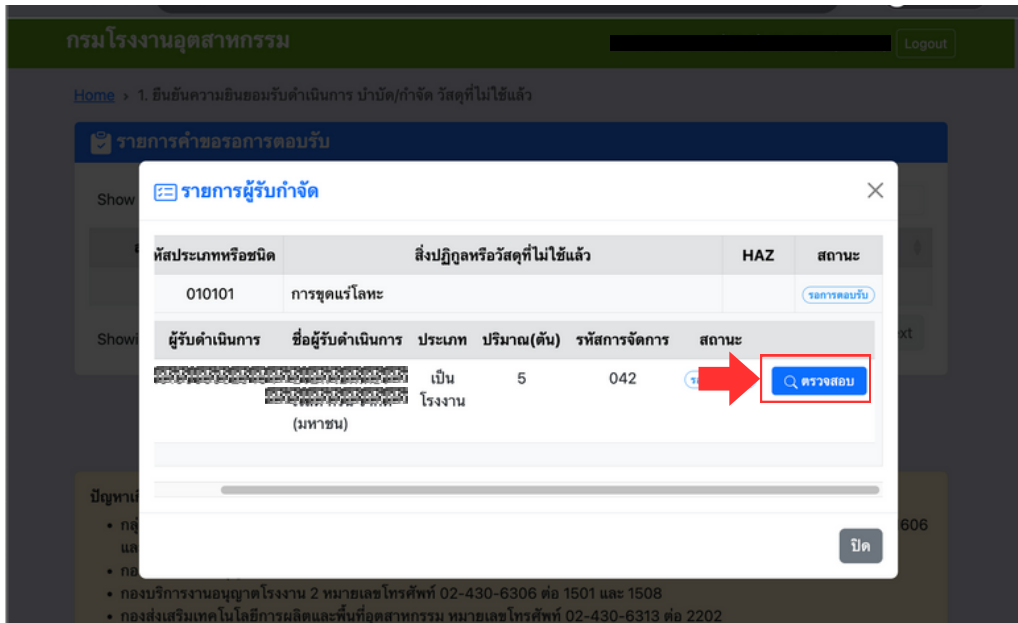 กรมโรงงานอุตสาหกรรม
Logout
Home › 1. ยืนยันความยินยอมรับดำเนินการ บำบัด/กำจัด วัสดุที่ไม่ใช้แล้ว
รายการคำขอรอการตอบรับ
Show
รายการผู้รับกำจัด
หัสประเภทหรือชนิด สิ่งปฏิกูลหรือวัสดุที่ไม่ใช้แล้ว HAZ สถานะ
010101 การขุดแร่โลหะ รอการตอบรับ
ผู้รับดำเนินการ ชื่อผู้รับดำเนินการ ประเภท ปริมาณ(ตัน) รหัสการจัดการ สถานะ
เป็น 5 042 ตรวจสอบ
โรงงาน
(มหาชน)
ปิด
กองบริการงานอนุญาตโรงงาน 2 หมายเลขโทรศัพท์ 02-430-6306 ต่อ 1501 และ 1508
กองส่งเสริมเทคโนโลยีการผลิตและพื้นที่อุตสาหกรรม หมายเลขโทรศัพท์ 02-430-6313 ต่อ 2202